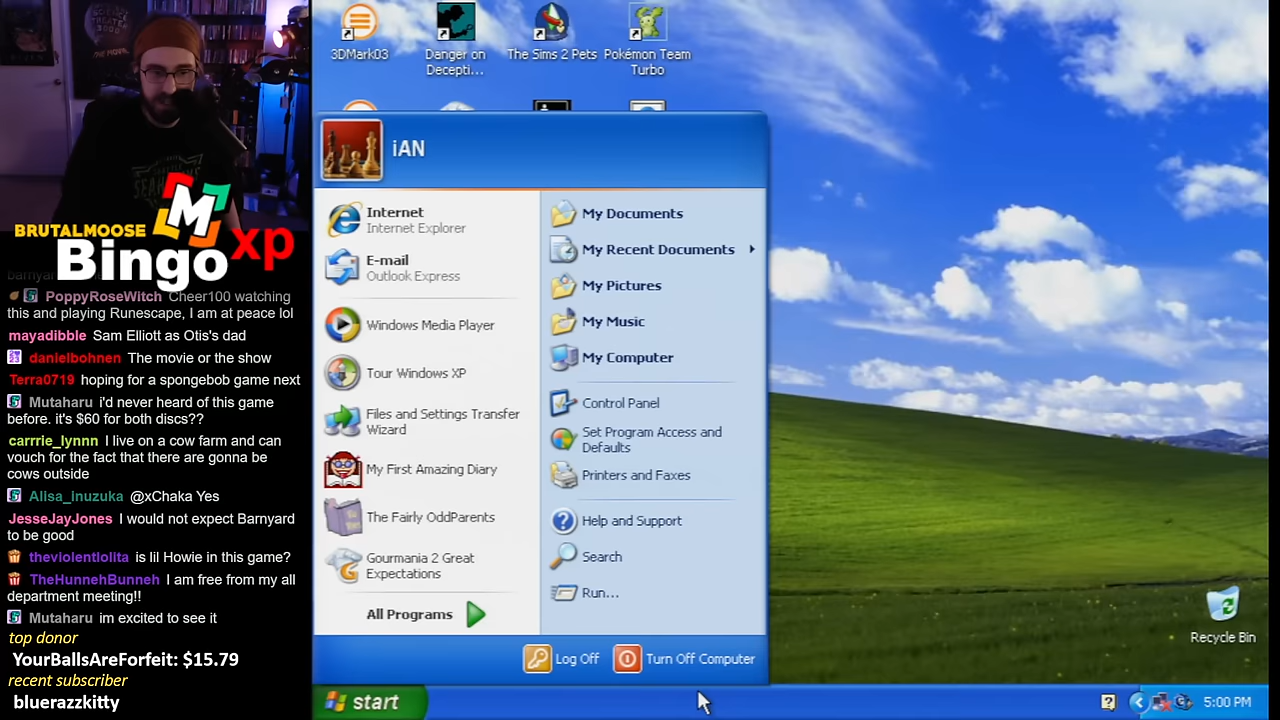 BRUTALMOOSE
M
Bingo xp
barnyar
PoppyRoseWitch Cheer100 watching
this and playing Runescape, I am at peace lol
mayadibble Sam Elliott as Otis's dad
danielbohnen The movie or the show
Terra0719 hoping for a spongebob game next
Mutaharu i'd never heard of this game
before. it's $60 for both discs??
carrrie_lynnn I live on a cow farm and can
vouch for the fact that there are gonna be
cows outside
Alisa_inuzuka @xChaka Yes
JesseJayJones I would not expect Barnyard
to be good
theviolentlolita is lil Howie in this game?
TheHunnehBunneh I am free from my all
department meeting!!
Mutaharu im excited to see it
top donor
YourBallsAreForfeit: $15.79
recent subscriber
bluerazzkitty
3DMark03
Danger on
Decepti...
The Sims 2 Pets
Pokémon Team
Turbo
iAN
Internet
Internet Explorer
E-mail
Outlook Express
Windows Media Player
Tour Windows XP
Files and Settings Transfer
Wizard
My First Amazing Diary
The Fairly OddParents
Gourmania 2 Great
Expectations
All Programs
My Documents
My Recent Documents
My Pictures
My Music
My Computer
Control Panel
Set Program Access and
Defaults
Printers and Faxes
Help and Support
Search
Run...
Log Off
Turn Off Computer
Recycle Bin
start
5:00 PM